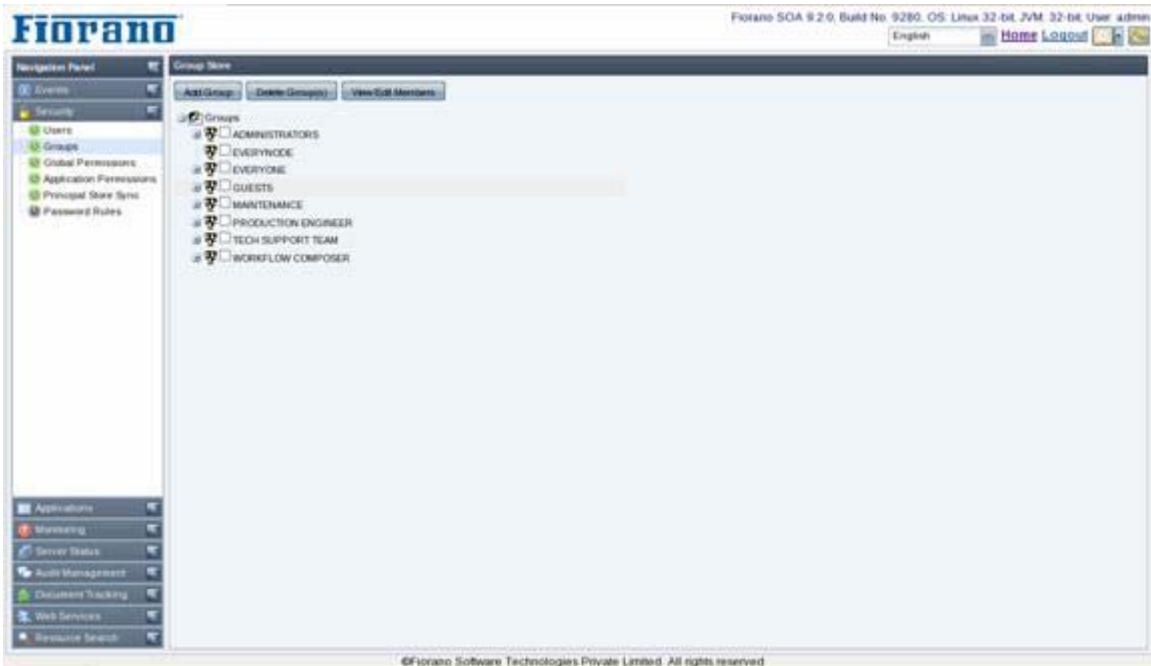 Fiorano
Fiorano SOA 9.2.0, Build No. 9280, OS: Linux 32-bit, JVM: 32-bit, User: admin
English
Home Logout
Navigation Panel
Events
Security
Users
Groups
Global Permissions
Application Permissions
Principal Store Sync
Password Rules
Applications
Monitoring
Server Status
Audit Management
Document Tracking
Web Services
Resource Search
Group Store
Add Group Delete Group(s) View/Edit Members
Groups
ADMINISTRATORS
EVERYNODE
EVERYONE
GUESTS
MAINTENANCE
PRODUCTION ENGINEER
TECH SUPPORT TEAM
WORKFLOW COMPOSER
©Fiorano Software Technologies Private Limited. All rights reserved